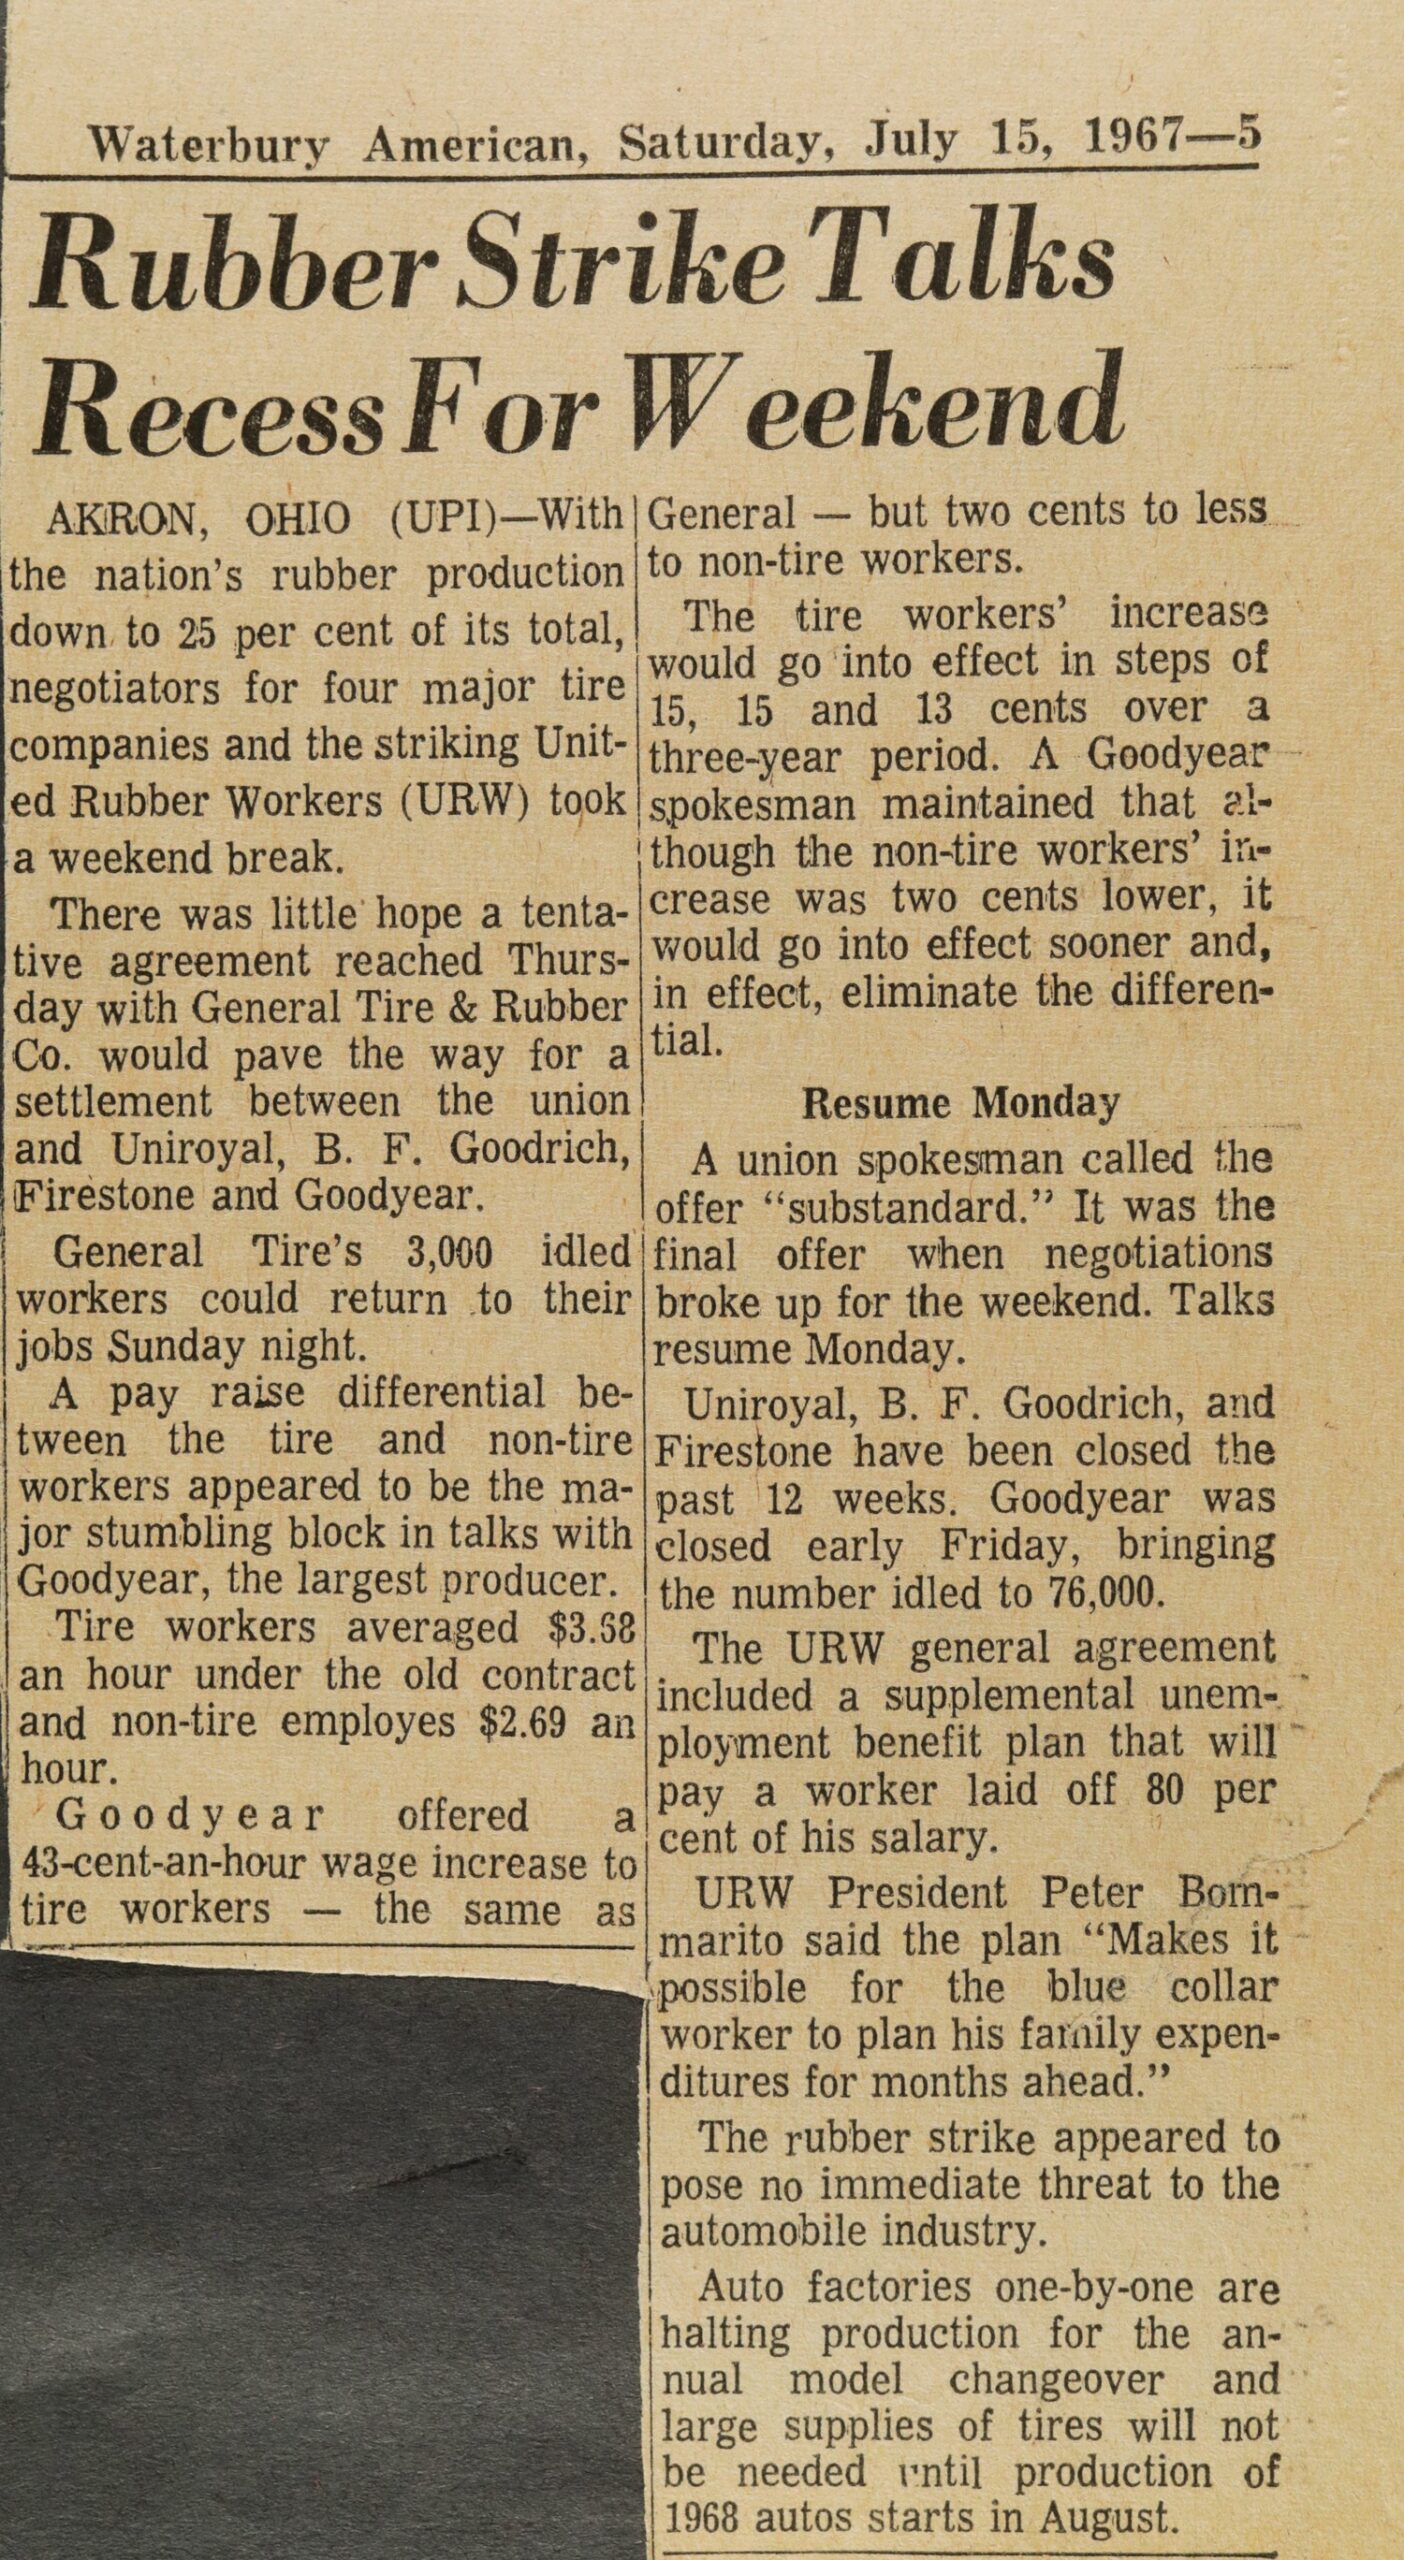 Waterbury American, Saturday, July 15, 1967—5
Rubber Strike Talks
Recess For Weekend
AKRON, OHIO (UPI)—With
the nation's rubber production
down to 25 per cent of its total,
negotiators for four major tire
companies and the striking Unit-
ed Rubber Workers (URW) took
a weekend break.
There was little hope a tenta-
tive agreement reached Thurs-
day with General Tire & Rubber
Co. would pave the way for a
settlement between the union
and Uniroyal, B. F. Goodrich,
Firestone and Goodyear.
General Tire's 3,000 idled
workers could return to their
jobs Sunday night.
A pay raise differential be-
tween the tire and non-tire
workers appeared to be the ma-
jor stumbling block in talks with
Goodyear, the largest producer.
Tire workers averaged
an hour under the old contract
and non-tire employes $2.69 an
hour.
Goodyear offered a
43-cent-an-hour wage increase to
tire workers — the same as
General — but two cents to less
to non-tire workers.
The tire workers' increase
would go into effect in steps of
15, 15 and 13 cents over a
three-year period. A Goodyear
spokesman maintained that al-
though the non-tire workers' in-
crease was two cents lower, it
would go into effect sooner and,
in effect, eliminate the differen-
tial.
Resume Monday
A union spokesman called the
offer “substandard.” It was the
final offer when negotiations
broke up for the weekend. Talks
resume Monday.
Uniroyal, B. F. Goodrich, and
Firestone have been closed the
past 12 weeks. Goodyear was
closed early Friday, bringing
the number idled to 76,000.
The URW general agreement
included a supplemental unem-
ployment benefit plan that will
pay a worker laid off 80 per
cent of his salary.
URW President Peter Bom-
marito said the plan “Makes it
possible for the blue collar
worker to plan his family expen-
ditures for months ahead.”
The rubber strike appeared to
pose no immediate threat to the
automobile industry.
Auto factories one-by-one are
halting production for the an-
nual model changeover and
large supplies of tires will not
be needed until production of
1968 autos starts in August.